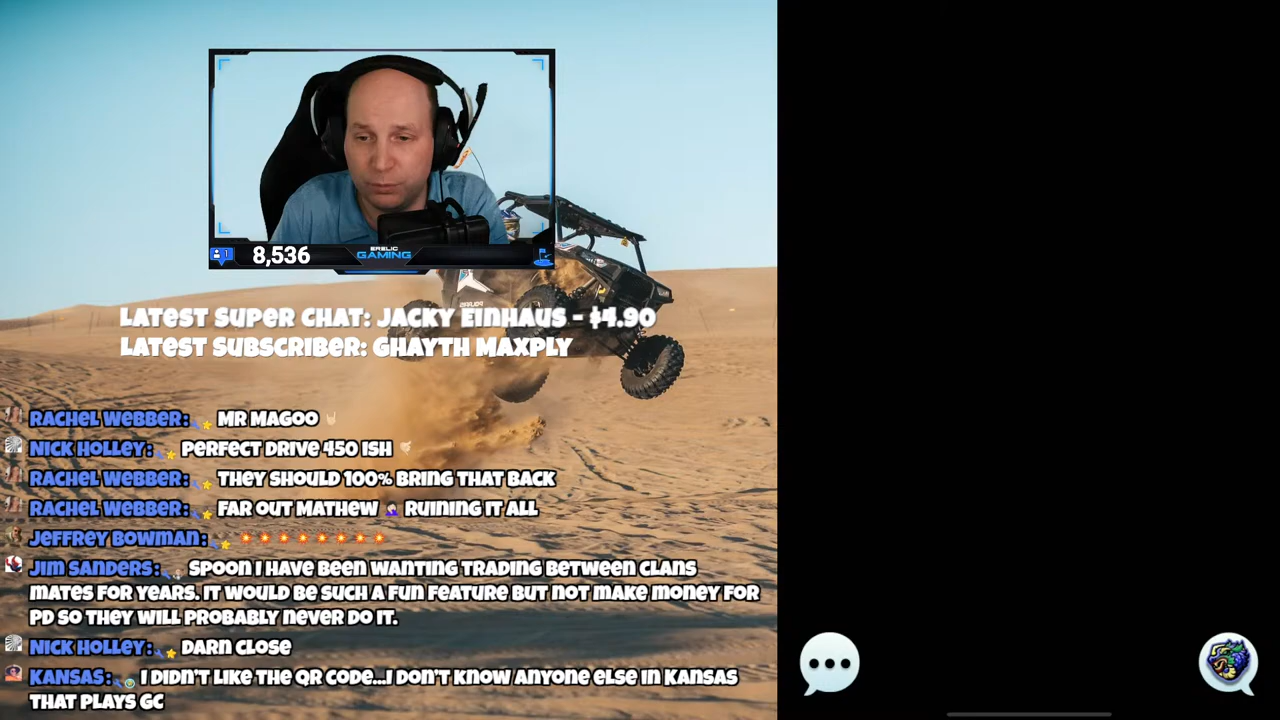 8,536
ERELIC
GAMING
LATEST SUPER CHAT: JACKY EINHAUS - $4.90
LATEST SUBSCRIBER: GHAYTH MAXPLY
RACHEL WEBBER: MR MAGOO
NICK HOLLEY: PERFECT DRIVE 450 ISH
RACHEL WEBBER: THEY SHOULD 100% BRING THAT BACK
RACHEL WEBBER: FAR OUT MATHEW RUINING IT ALL
JEFFREY BOWMAN:
JIM SANDERS: SPOON I HAVE BEEN WANTING TRADING BETWEEN CLANS
MATES FOR YEARS. IT WOULD BE SUCH A FUN FEATURE BUT NOT MAKE MONEY FOR
PD SO THEY WILL PROBABLY NEVER DO IT.
NICK HOLLEY: DARN CLOSE
KANSAS: I DIDN'T LIKE THE QR CODE...I DON'T KNOW ANYONE ELSE IN KANSAS
THAT PLAYS GC